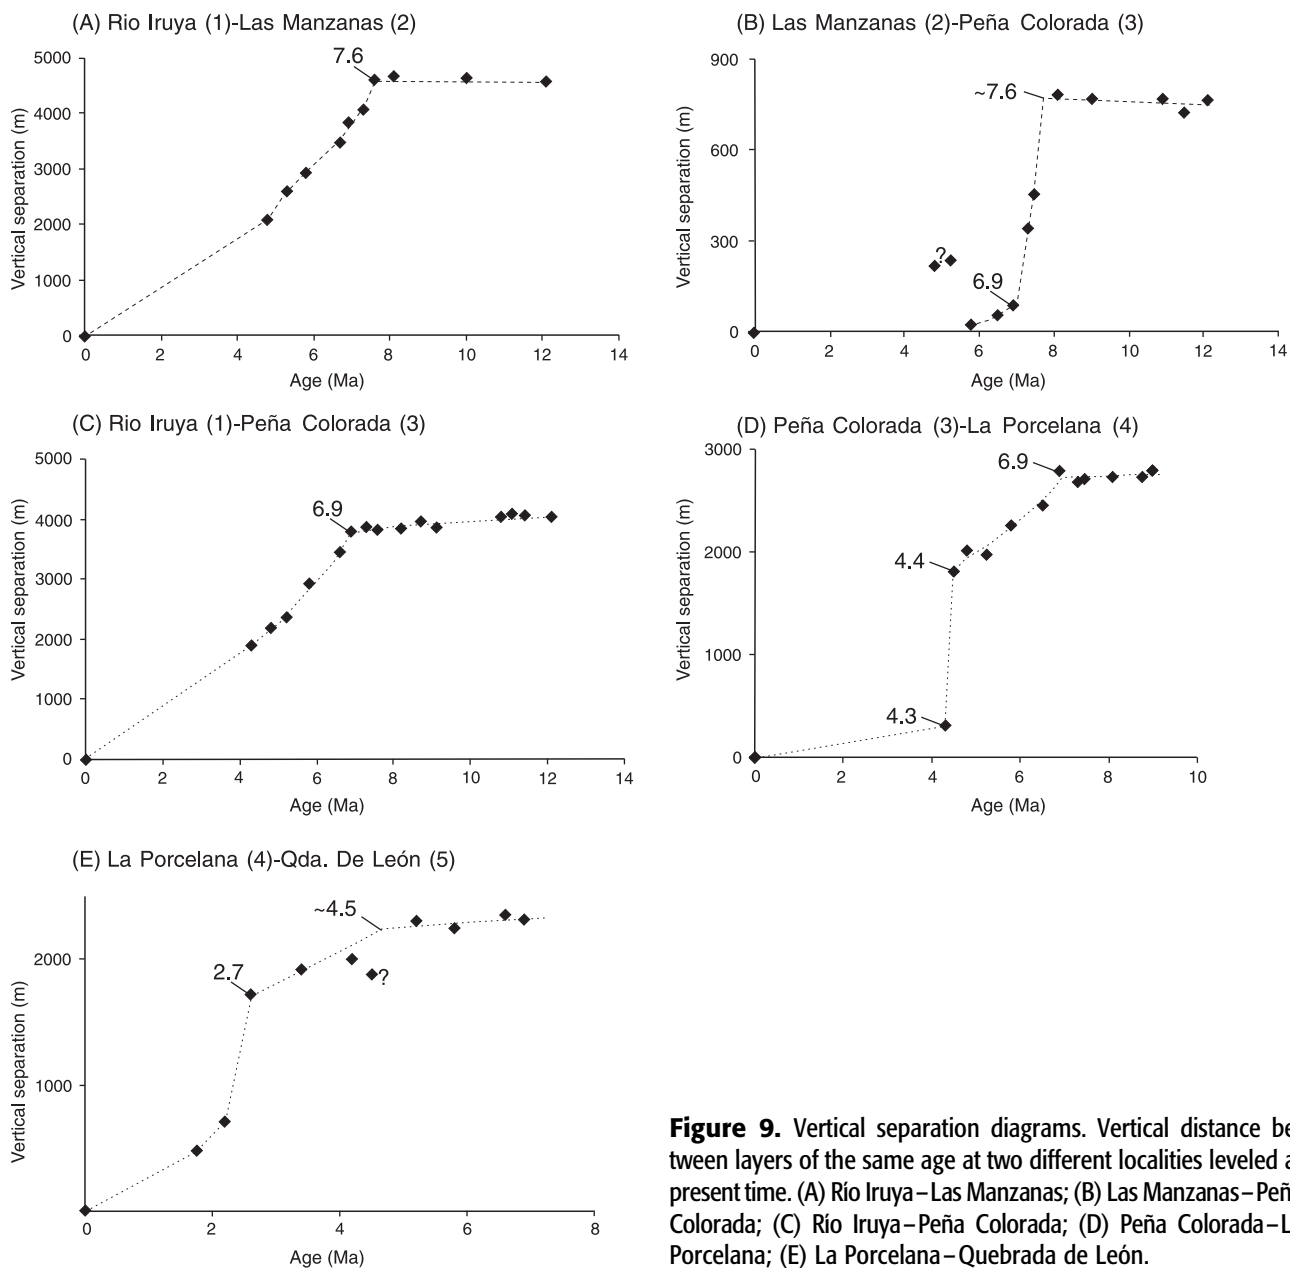 (A) Rio Iruya (1)-Las Manzanas (2)
5000
4000
3000
2000
1000
0
Vertical separation (m)
7.6
0 2 4 6 8 10 12 14
Age (Ma)
(B) Las Manzanas (2)-Peña Colorada (3)
900
600
300
0
Vertical separation (m)
~7.6
?
6.9
0 2 4 6 8 10 12 14
Age (Ma)
(C) Rio Iruya (1)-Peña Colorada (3)
5000
4000
3000
2000
1000
0
Vertical separation (m)
6.9
0 2 4 6 8 10 12 14
Age (Ma)
(D) Peña Colorada (3)-La Porcelana (4)
3000
2000
1000
0
Vertical separation (m)
6.9
4.4
4.3
0 2 4 6 8 10
Age (Ma)
(E) La Porcelana (4)-Qda. De León (5)
2000
1000
0
Vertical separation (m)
~4.5
2.7
?
0 2 4 6 8
Age (Ma)
Figure 9. Vertical separation diagrams. Vertical distance be
tween layers of the same age at two different localities leveled a
present time. (A) Río Iruya–Las Manzanas; (B) Las Manzanas–Peñ
Colorada; (C) Río Iruya–Peña Colorada; (D) Peña Colorada–L
Porcelana; (E) La Porcelana–Quebrada de León.